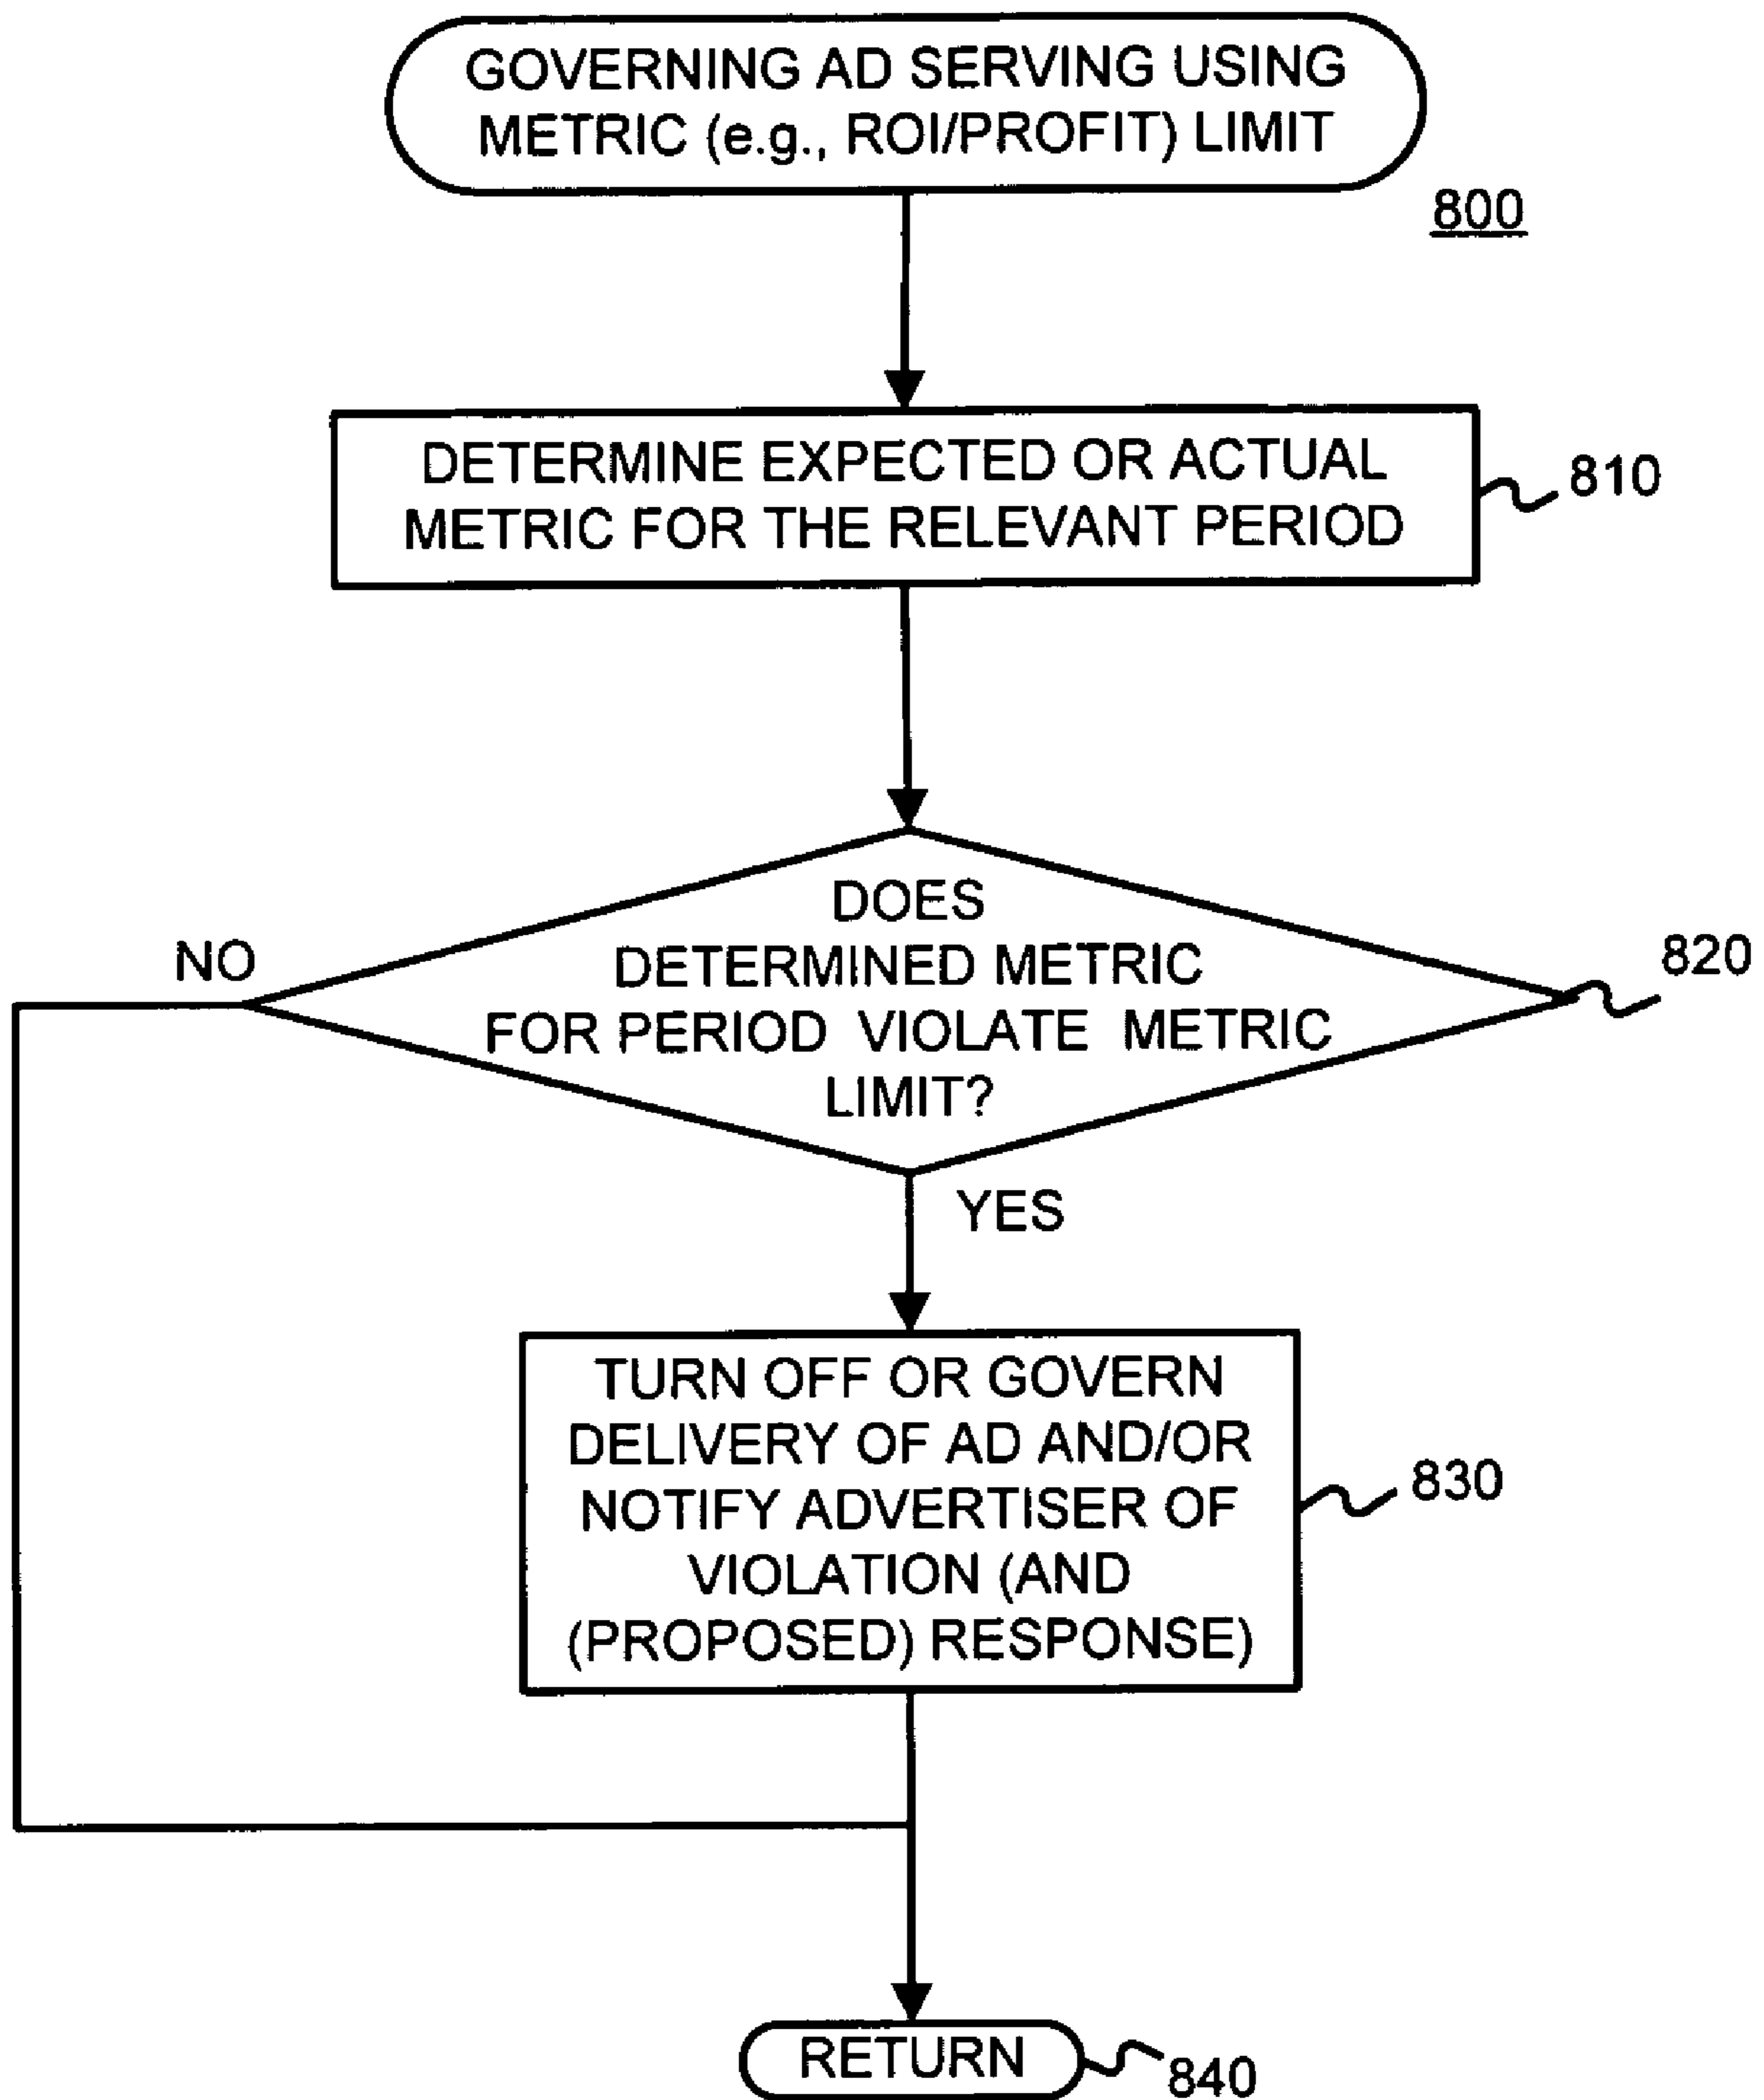 GOVERNING AD SERVING USING
METRIC (e.g., ROI/PROFIT) LIMIT
800
DETERMINE EXPECTED OR ACTUAL
METRIC FOR THE RELEVANT PERIOD
810
DOES
DETERMINED METRIC
FOR PERIOD VIOLATE METRIC
LIMIT?
NO
820
YES
TURN OFF OR GOVERN
DELIVERY OF AD AND/OR
NOTIFY ADVERTISER OF
VIOLATION (AND
(PROPOSED) RESPONSE)
830
RETURN
840